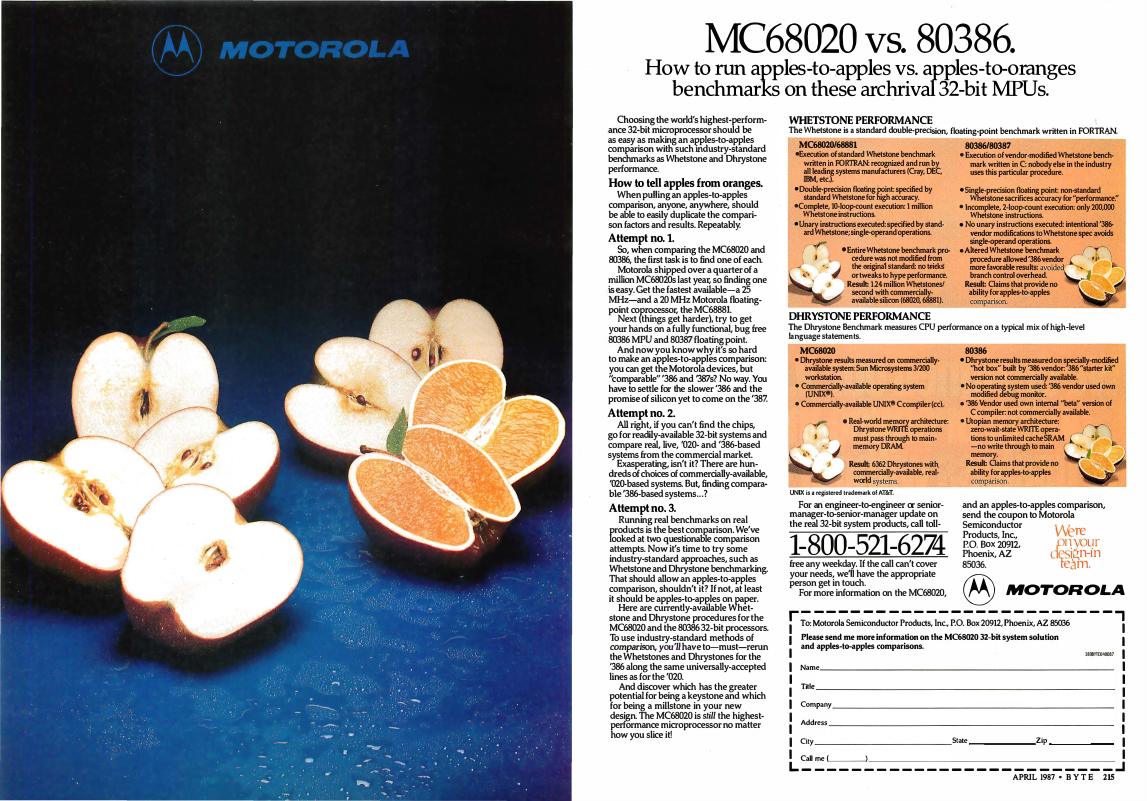 MOTOROLA
MC68020 vs. 80386.
How to run apples-to-apples vs. apples-to-oranges
benchmarks on these archrival 32-bit MPUs.
Choosing the world's highest-perform-
ance 32-bit microprocessor should be
as easy as making an apples-to-apples
comparison with such industry-standard
benchmarks as Whetstone and Dhrystone
performance.
How to tell apples from oranges.
When pulling an apples-to-apples
comparison, anyone, anywhere, should
be able to easily duplicate the compari-
son factors and results. Repeatably.
Attempt no. 1.
So, when comparing the MC68020 and
80386, the first task is to find one of each.
Motorola shipped over a quarter of a
million MC68020s last year, so finding one
is easy. Get the fastest available—a 25
MHz—and a 20 MHz Motorola floating-
point coprocessor, the MC68881.
Next (things get harder), try to get
your hands on a fully functional, bug free
80386 MPU and 80387 floating point.
And now you know why it's so hard
to make an apples-to-apples comparison:
you can get the Motorola devices, but
"comparable" '386 and '387s? No way. You
have to settle for the slower '386 and the
promise of silicon yet to come on the '387.
Attempt no. 2.
All right, if you can't find the chips,
go for readily-available 32-bit systems and
compare real, live, '020- and '386-based
systems from the commercial market.
Exasperating, isn't it? There are hun-
dreds of choices of commercially-available,
'020-based systems. But, finding compara-
ble '386-based systems...?
Attempt no. 3.
Running real benchmarks on real
products is the best comparison. We've
looked at two questionable comparison
attempts. Now it's time to try some
industry-standard approaches, such as
Whetstone and Dhrystone benchmarking.
That should allow an apples-to-apples
comparison, shouldn't it? If not, at least
it should be apples-to-apples on paper.
Here are currently-available Whet-
stone and Dhrystone procedures for the
MC68020 and the 80386 32-bit processors.
To use industry-standard methods of
comparison, you'll have to—must—rerun
the Whetstones and Dhrystones for the
'386 along the same universally-accepted
lines as for the '020.
And discover which has the greater
potential for being a keystone and which
for being a millstone in your new
design. The MC68020 is still the highest-
performance microprocessor no matter
how you slice it!
WHETSTONE PERFORMANCE
The Whetstone is a standard double-precision, floating-point benchmark written in FORTRAN.
MC68020/68881
• Execution of standard Whetstone benchmark
written in FORTRAN: recognized and run by
all leading systems manufacturers (Cray, DEC,
IBM, etc.).
• Double-precision floating point: specified by
standard Whetstone for high accuracy.
• Complete, 10-loop-count execution: 1 million
Whetstone instructions.
• Unary instructions executed: specified by stand-
ard Whetstone; single-operand operations.
• Entire Whetstone benchmark pro-
cedure was not modified from
the original standard: no tricks
or tweaks to hype performance.
Result: 1.24 million Whetstones/
second with commercially-
available silicon (68020, 68881).
80386/80387
• Execution of vendor-modified Whetstone bench-
mark written in C: nobody else in the industry
uses this particular procedure.
• Single-precision floating point: non-standard
Whetstone sacrifices accuracy for "performance."
• Incomplete, 2-loop-count execution: only 200,000
Whetstone instructions.
• No unary instructions executed: intentional '386-
vendor modifications to Whetstone spec avoids
single-operand operations.
• Altered Whetstone benchmark
procedure allowed '386 vendor
more favorable results: avoided
branch control overhead.
Result: Claims that provide no
ability for apples-to-apples
comparison.
DHRYSTONE PERFORMANCE
The Dhrystone Benchmark measures CPU performance on a typical mix of high-level
language statements.
MC68020
• Dhrystone results measured on commercially-
available system: Sun Microsystems 3/200
workstation.
• Commercially-available operating system
(UNIX®).
• Commercially-available UNIX® C compiler (cc).
• Real-world memory architecture:
Dhrystone WRITE operations
must pass through to main-
memory DRAM.
Result: 6362 Dhrystones with
commercially-available, real-
world systems.
80386
• Dhrystone results measured on specially-modified
"hot box" built by '386 vendor: '386 "starter kit"
version not commercially available.
• No operating system used: '386 vendor used own
modified debug monitor.
• '386 Vendor used own internal "beta" version of
C compiler: not commercially available.
• Utopian memory architecture:
zero-wait-state WRITE opera-
tions to unlimited cache SRAM
—no write through to main
memory.
Result: Claims that provide no
ability for apples-to-apples
comparison.
UNIX is a registered trademark of AT&T.
For an engineer-to-engineer or senior-
manager-to-senior-manager update on
the real 32-bit system products, call toll-
1-800-521-6274
free any weekday. If the call can't cover
your needs, we'll have the appropriate
person get in touch.
For more information on the MC68020,
and an apples-to-apples comparison,
send the coupon to Motorola
Semiconductor
Products, Inc.,
P.O. Box 20912,
Phoenix, AZ
85036.
We're
on your
design-in
team.
MOTOROLA
To: Motorola Semiconductor Products, Inc., P.O. Box 20912, Phoenix, AZ 85036
Please send me more information on the MC68020 32-bit system solution
and apples-to-apples comparisons.
Name
Title
Company
Address
City State Zip
Call me ( )
APRIL 1987 • BYTE 215